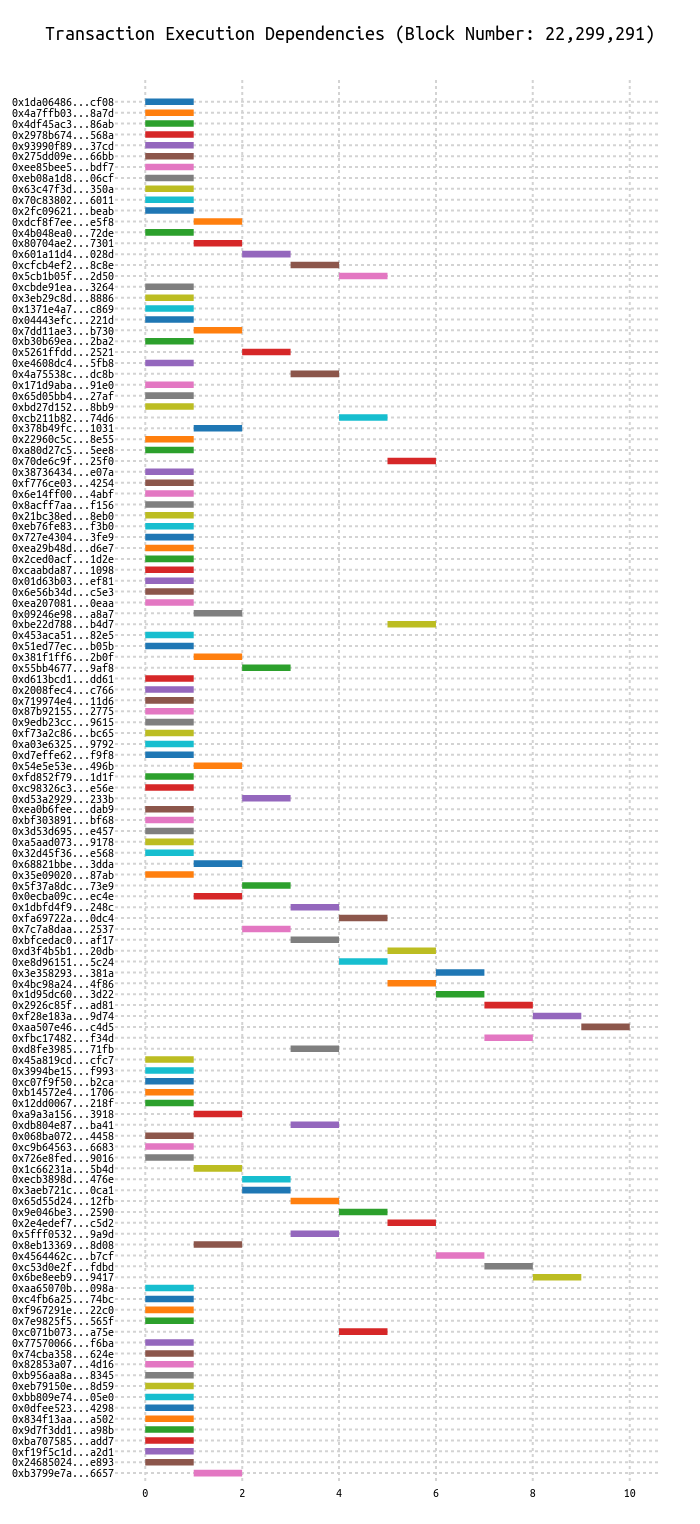 Transaction Execution Dependencies (Block Number: 22,299,291)
0x1da06486...cf08
0x4a7ffb03...8a7d
0x4df45ac3...86ab
0x2978b674...568a
0x93990f89...37cd
0x275dd09e...66bb
0xee85bee5...bdf7
0xeb08a1d8...06cf
0x63c47f3d...350a
0x70c83802...6011
0x2fc09621...beab
0xdcf8f7ee...e5f8
0x4b048ea0...72de
0x80704ae2...7301
0x601a11d4...028d
0xcfcb4ef2...8c8e
0x5cb1b05f...2d50
0xcbde91ea...3264
0x3eb29c8d...8886
0x1371e4a7...c869
0x04443efc...221d
0x7dd11ae3...b730
0xb30b69ea...2ba2
0x5261ffdd...2521
0xe4608dc4...5fb8
0x4a75538c...dc8b
0x171d9aba...91e0
0x65d05bb4...27af
0xbd27d152...8bb9
0xcb211b82...74d6
0x378b49fc...1031
0x22960c5c...8e55
0xa80d27c5...5ee8
0x70de6c9f...25f0
0x38736434...e07a
0xf776ce03...4254
0x6e14ff00...4abf
0x8acff7aa...f156
0x21bc38ed...8eb0
0xeb76fe83...f3b0
0x727e4304...3fe9
0xea29b48d...d6e7
0x2ced0acf...1d2e
0xcaabda87...1098
0x01d63b03...ef81
0x6e56b34d...c5e3
0xea207081...0eaa
0x09246e98...a8a7
0xbe22d788...b4d7
0x453aca51...82e5
0x51ed77ec...b05b
0x381f1ff6...2b0f
0x55bb4677...9af8
0xd613bcd1...dd61
0x2008fec4...c766
0x719974e4...11d6
0x87b92155...2775
0x9edb23cc...9615
0xf73a2c86...bc65
0xa03e6325...9792
0xd7effe62...f9f8
0x54e5e53e...496b
0xfd852f79...1d1f
0xc98326c3...e56e
0xd53a2929...233b
0xea0b6fee...dab9
0xbf303891...bf68
0x3d53d695...e457
0xa5aad073...9178
0x32d45f36...e568
0x68821bbe...3dda
0x35e09020...87ab
0x5f37a8dc...73e9
0x0ecba09c...ec4e
0x1dbfd4f9...248c
0xfa69722a...0dc4
0x7c7a8daa...2537
0xbfcedac0...af17
0xd3f4b5b1...20db
0xe8d96151...5c24
0x3e358293...381a
0x4bc98a24...4f86
0x1d95dc60...3d22
0x2926c85f...ad81
0xf28e183a...9d74
0xaa507e46...c4d5
0xfbc17482...f34d
0xd8fe3985...71fb
0x45a819cd...cfc7
0x3994be15...f993
0xc07f9f50...b2ca
0xb14572e4...1706
0x12dd0067...218f
0xa9a3a156...3918
0xdb804e87...ba41
0x068ba072...4458
0xc9b64563...6683
0x726e8fed...9016
0x1c66231a...5b4d
0xecb3898d...476e
0x3aeb721c...0ca1
0x65d55d24...12fb
0x9e046be3...2590
0x2e4edef7...c5d2
0x5fff0532...9a9d
0x8eb13369...8d08
0x4564462c...b7cf
0xc53d0e2f...fdbd
0x6be8eeb9...9417
0xaa65070b...098a
0xc4fb6a25...74bc
0xf967291e...22c0
0x7e9825f5...565f
0xc071b073...a75e
0x77570066...f6ba
0x74cba358...624e
0x82853a07...4d16
0xb956aa8a...8345
0xeb79150e...8d59
0xbb809e74...05e0
0x0dfee523...4298
0x834f13aa...a502
0x9d7f3dd1...a98b
0xba707585...add7
0xf19f5c1d...a2d1
0x24685024...e893
0xb3799e7a...6657
0 2 4 6 8 10